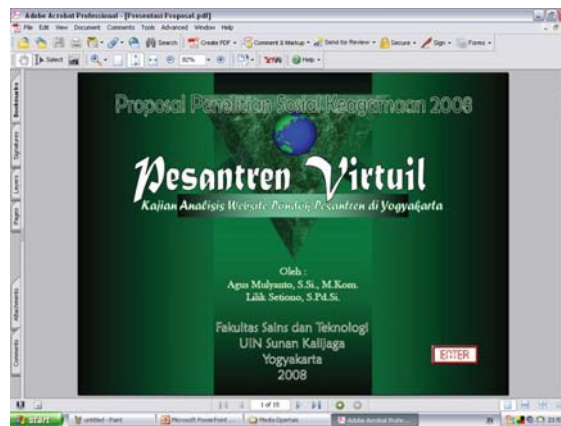 Adobe Acrobat Professional - [Presentasi Proposal.pdf]
File Edit View Document Comments Tools Advanced Window Help
Search Create PDF Comment & Markup Send for Review Secure Sign Forms
Select 82% Help
Bookmarks
Signatures
Layers
Pages
Attachments
Comments
Proposal Penelitian Sosial Keagamaan 2008
Pesantren Virtuil
Kajian Analisis Website Pondok Pesantren di Yogyakarta
Oleh :
Agus Mulyanto, S.Si., M.Kom.
Lilik Setiono, S.Pd.Si.
Fakultas Sains dan Teknologi
UIN Sunan Kalijaga
Yogyakarta
2008
ENTER
1 of 15
start untitled - Paint Microsoft PowerPoint ... Adobe Acrobat Profe...